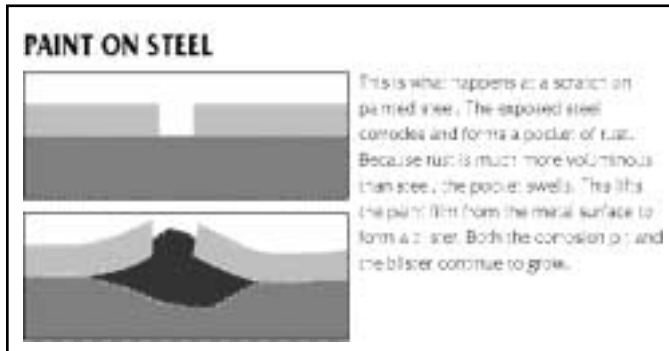 PAINT ON STEEL
This is what happens at a scratch on
painted steel. The exposed steel
corrodes and forms a pocket of rust.
Because rust is much more voluminous
than steel, the pocket swells. This lifts
the paint film from the metal surface to
form a blister. Both the corrosion pit and
the blister continue to grow.